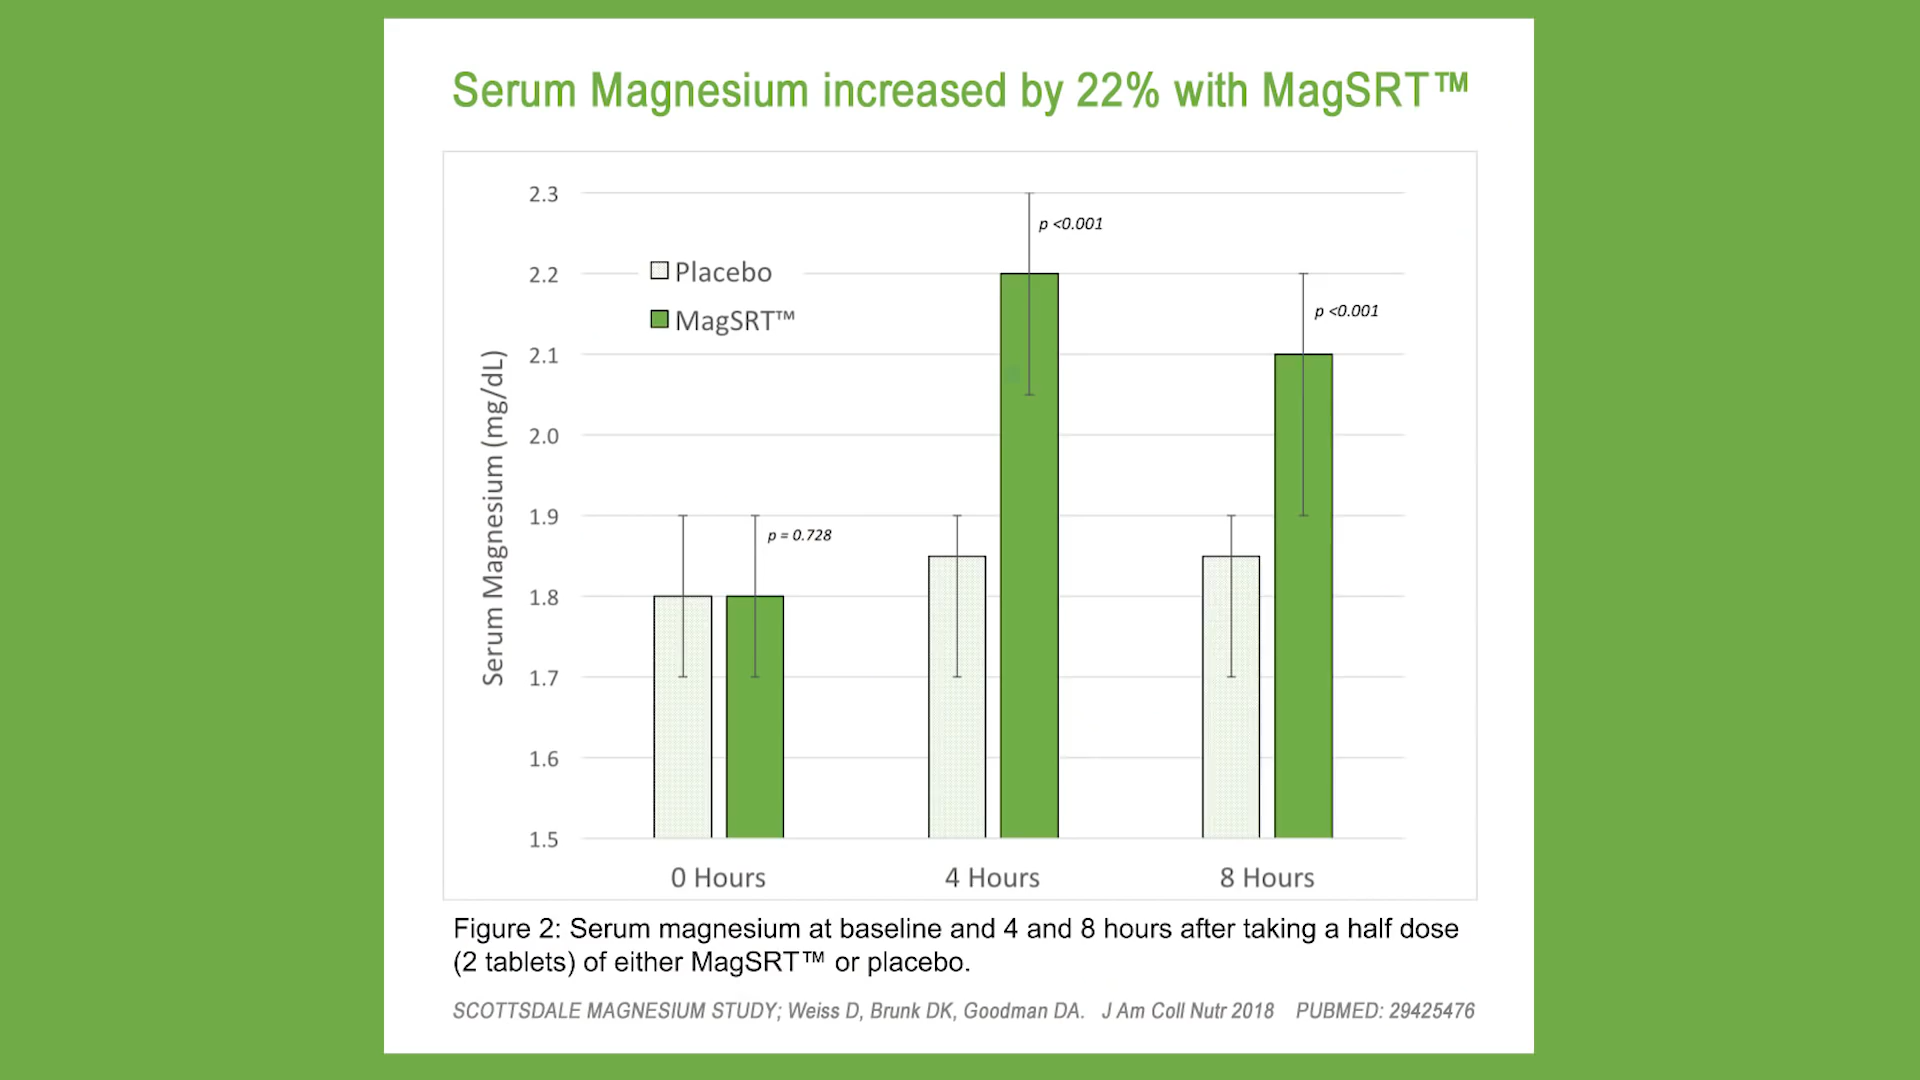 Serum Magnesium increased by 22% with MagSRT™
2.3
p <0.001
2.2
Placebo
p <0.001
MagSRT™
2.1
Serum Magnesium (mg/dL)
2.0
1.9
p = 0.728
1.8
1.7
1.6
1.5
0 Hours
4 Hours
8 Hours
Figure 2: Serum magnesium at baseline and 4 and 8 hours after taking a half dose
(2 tablets) of either MagSRT™ or placebo.
SCOTTSDALE MAGNESIUM STUDY; Weiss D, Brunk DK, Goodman DA. J Am Coll Nutr 2018 PUBMED: 29425476